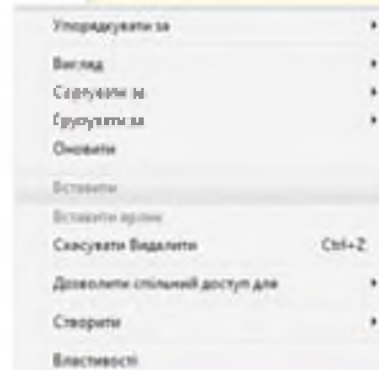 Упорядкувати за
Вигляд
Сортувати за
Групувати за
Оновити
Вставити
Вставити ярлик
Скасувати Видалити Ctrl+Z
Дозволити спільний доступ для
Створити
Властивості